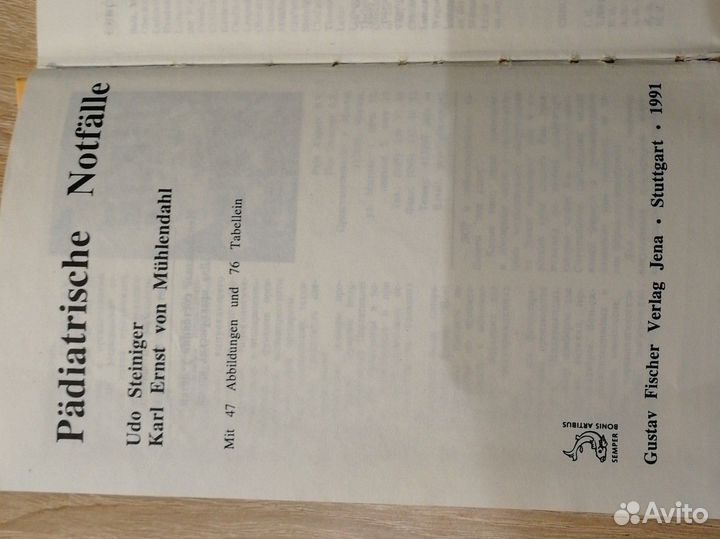 Pädiatrische Notfälle
Udo Steiniger
Karl Ernst von Mühlendahl
Mit 47 Abbildungen und 76 Tabellein
SEMPER
BONIS ARTIBUS
Gustav Fischer Verlag Jena • Stuttgart • 1991
Avito